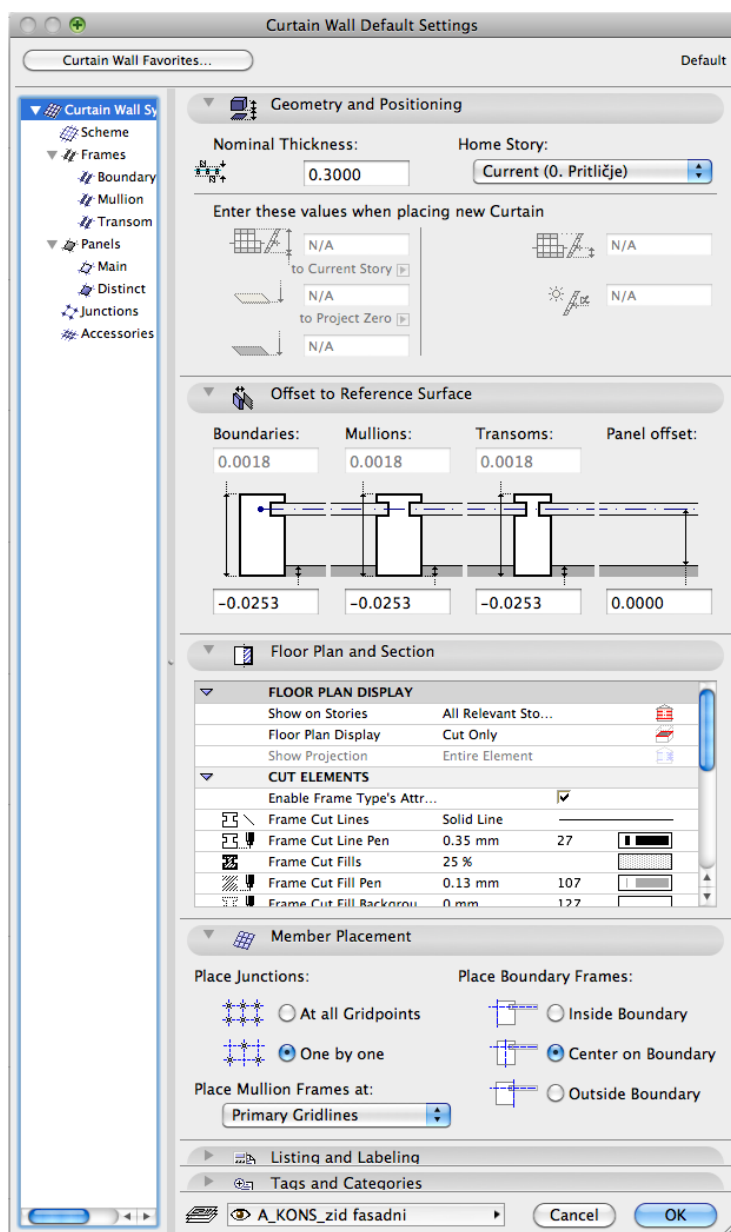 Curtain Wall Default Settings
Curtain Wall Favorites...
Default
Curtain Wall Sy
Scheme
Frames
Boundary
Mullion
Transom
Panels
Main
Distinct
Junctions
Accessories
Geometry and Positioning
Nominal Thickness:
Home Story:
0.3000
Current (0. Pritličje)
Enter these values when placing new Curtain
N/A
N/A
to Current Story
N/A
N/A
to Project Zero
N/A
Offset to Reference Surface
Boundaries: Mullions: Transoms: Panel offset:
0.0018 0.0018 0.0018
-0.0253 -0.0253 -0.0253 0.0000
Floor Plan and Section
FLOOR PLAN DISPLAY
Show on Stories All Relevant Sto...
Floor Plan Display Cut Only
Show Projection Entire Element
CUT ELEMENTS
Enable Frame Type's Attr...
Frame Cut Lines Solid Line
Frame Cut Line Pen 0.35 mm 27
Frame Cut Fills 25 %
Frame Cut Fill Pen 0.13 mm 107
Frame Cut Fill Backgrou 0 mm 127
Member Placement
Place Junctions:
Place Boundary Frames:
At all Gridpoints
Inside Boundary
One by one
Center on Boundary
Place Mullion Frames at:
Outside Boundary
Primary Gridlines
Listing and Labeling
Tags and Categories
A_KONS_zid fasadni
Cancel
OK